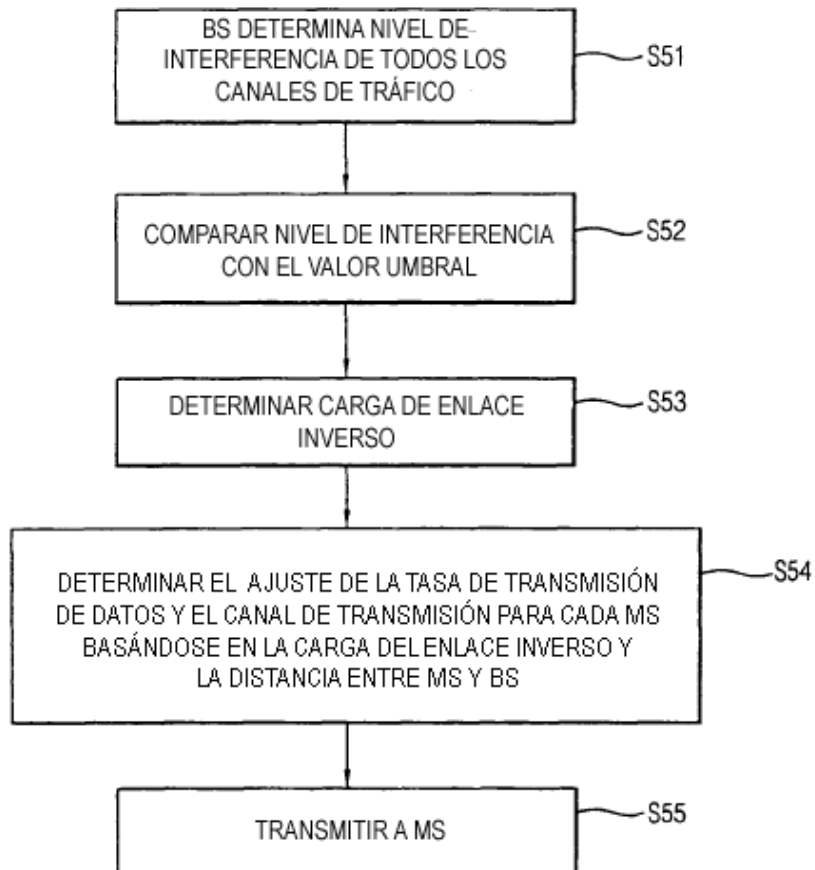 BS DETERMINA NIVEL DE
INTERFERENCIA DE TODOS LOS
CANALES DE TRÁFICO
S51
COMPARAR NIVEL DE INTERFERENCIA
CON EL VALOR UMBRAL
S52
DETERMINAR CARGA DE ENLACE
INVERSO
S53
DETERMINAR EL AJUSTE DE LA TASA DE TRANSMISIÓN
DE DATOS Y EL CANAL DE TRANSMISIÓN PARA CADA MS
BASÁNDOSE EN LA CARGA DEL ENLACE INVERSO Y
LA DISTANCIA ENTRE MS Y BS
S54
TRANSMITIR A MS
S55